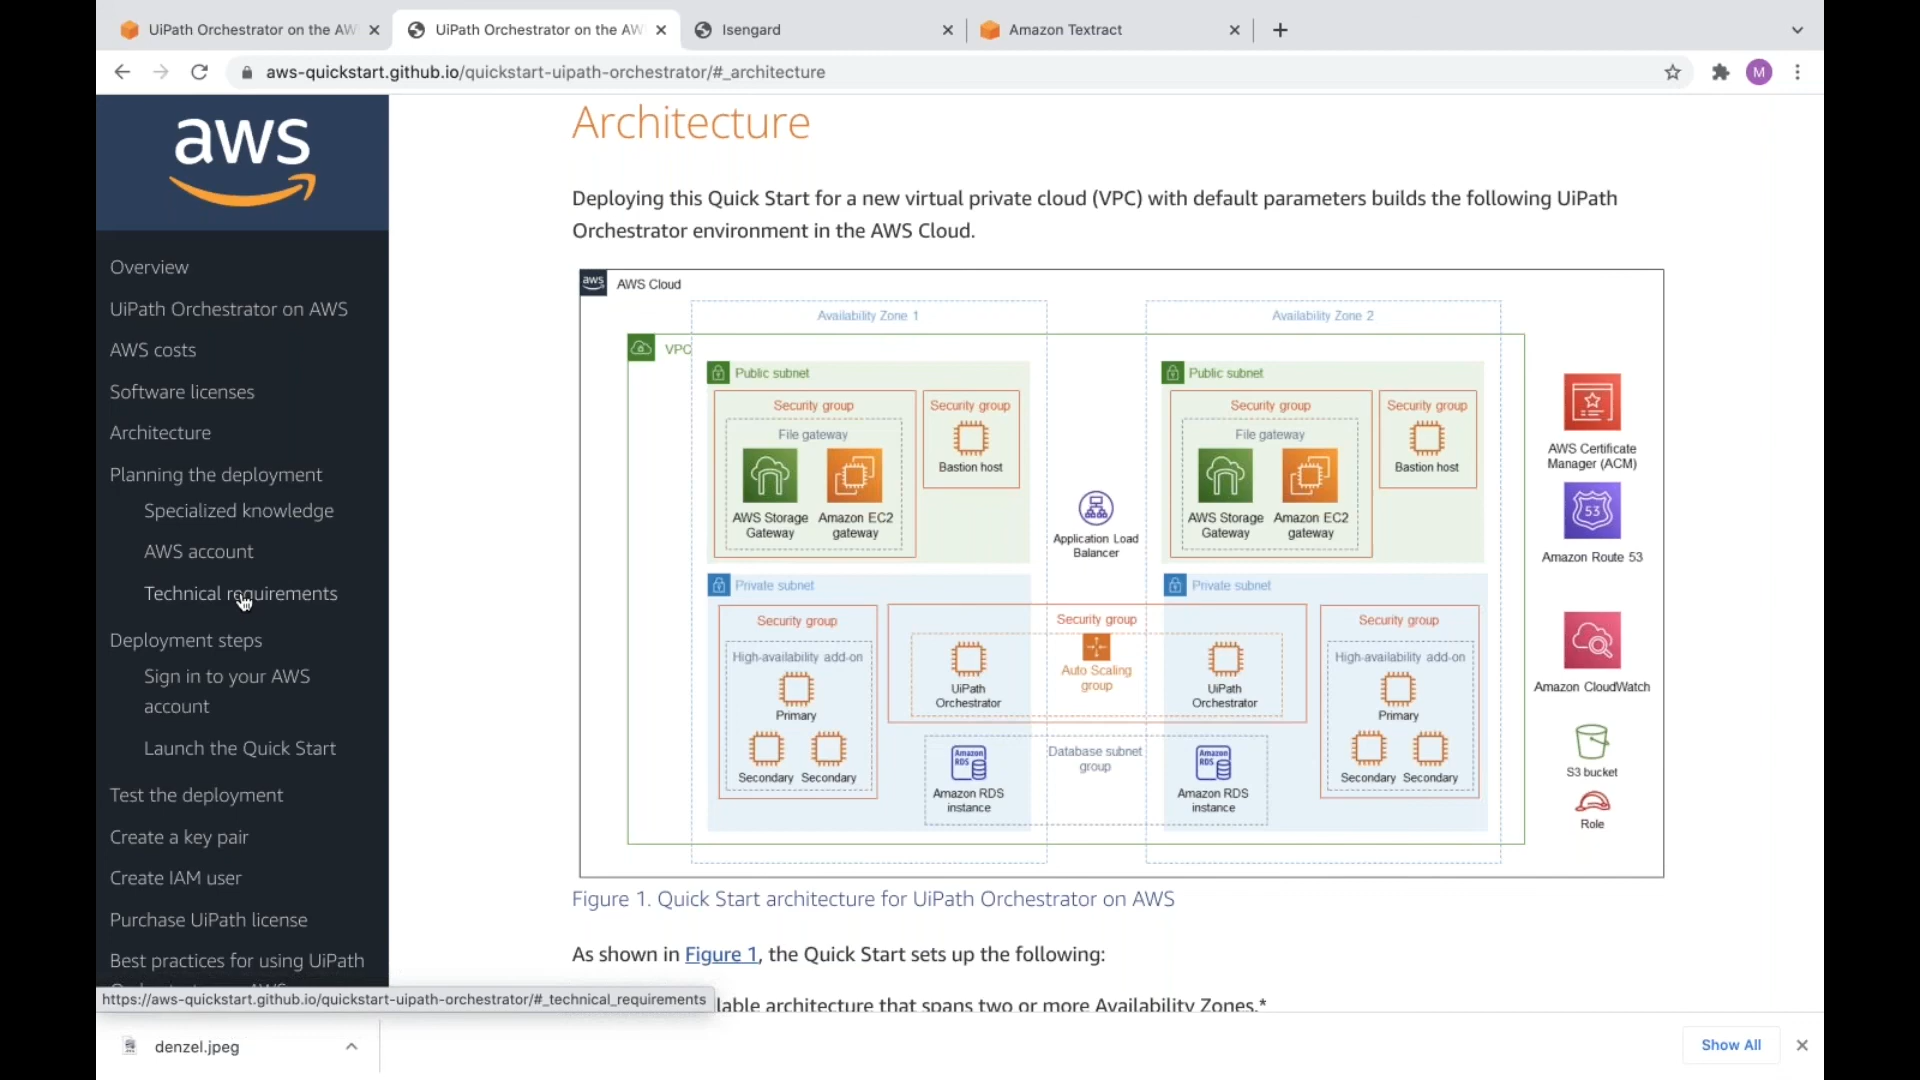 UiPath Orchestrator on the AW
UiPath Orchestrator on the AW
Isengard
Amazon Textract
aws-quickstart.github.io/quickstart-uipath-orchestrator/#_architecture
M
aws
Overview
UiPath Orchestrator on AWS
AWS costs
Software licenses
Architecture
Planning the deployment
Specialized knowledge
AWS account
Technical requirements
Deployment steps
Sign in to your AWS
account
Launch the Quick Start
Test the deployment
Create a key pair
Create IAM user
Purchase UiPath license
Best practices for using UiPath
https://aws-quickstart.github.io/quickstart-uipath-orchestrator/#_technical_requirements
Architecture
Deploying this Quick Start for a new virtual private cloud (VPC) with default parameters builds the following UiPath
Orchestrator environment in the AWS Cloud.
aws AWS Cloud
Availability Zone 1
Availability Zone 2
VPC
Public subnet
Security group
File gateway
AWS Storage
Gateway
Amazon EC2
gateway
Security group
Bastion host
Application Load
Balancer
Public subnet
Security group
File gateway
AWS Storage
Gateway
Amazon EC2
gateway
Security group
Bastion host
Private subnet
Security group
High-availability add-on
Primary
Secondary Secondary
Security group
Auto Scaling
group
UiPath
Orchestrator
UiPath
Orchestrator
Database subnet
group
Amazon
RDS
Amazon RDS
instance
Amazon
RDS
Amazon RDS
instance
Private subnet
Security group
High-availability add-on
Primary
Secondary Secondary
AWS Certificate
Manager (ACM)
53
Amazon Route 53
Amazon CloudWatch
S3 bucket
Role
Figure 1. Quick Start architecture for UiPath Orchestrator on AWS
As shown in Figure 1, the Quick Start sets up the following:
lable architecture that spans two or more Availability Zones.*
denzel.jpeg
Show All